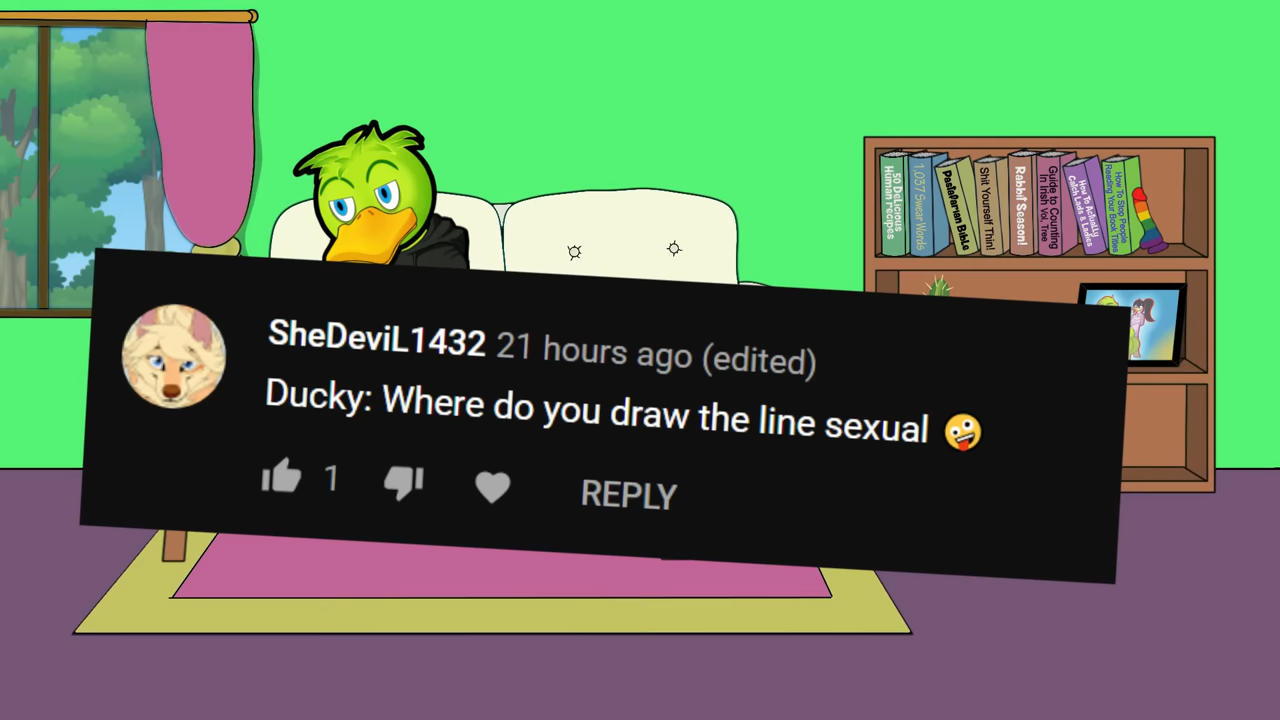 50 Delicious
Human recipes
1,037 Swear Words
Pastafarian Bible
Shit Yourself Thin!
Rabbit Season!
Guide to Counting
In Irish Vol, Tree
How To Actually
Catch Lads & Ladies
How To Stop People
Reading Your Book Titles
SheDeviL1432 21 hours ago (edited)
Ducky: Where do you draw the line sexual 🤪
1 REPLY